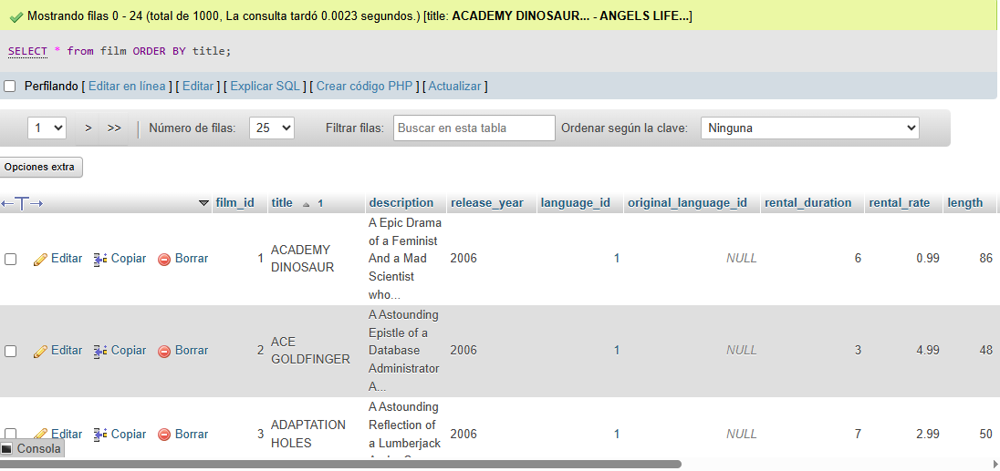 Mostrando filas 0 - 24 (total de 1000, La consulta tardó 0.0023 segundos.) [title: ACADEMY DINOSAUR... - ANGELS LIFE...]
SELECT * from film ORDER BY title;
Perfilando [ Editar en línea ] [ Editar ] [ Explicar SQL ] [ Crear código PHP ] [ Actualizar ]
1 > >> Número de filas: 25 Filtrar filas: Buscar en esta tabla Ordenar según la clave: Ninguna
Opciones extra
←T→ film_id title 1 description release_year language_id original_language_id rental_duration rental_rate length
A Epic Drama
of a Feminist
And a Mad
Scientist
who...
Editar Copiar Borrar 1 ACADEMY
DINOSAUR
2006 1 NULL 6 0.99 86
A Astounding
Epistle of a
Database
Administrator
A...
Editar Copiar Borrar 2 ACE
GOLDFINGER
2006 1 NULL 3 4.99 48
A Astounding
Reflection of
a Lumberjack
Editar Copiar Borrar 3 ADAPTATION
HOLES
2006 1 NULL 7 2.99 50
Consola